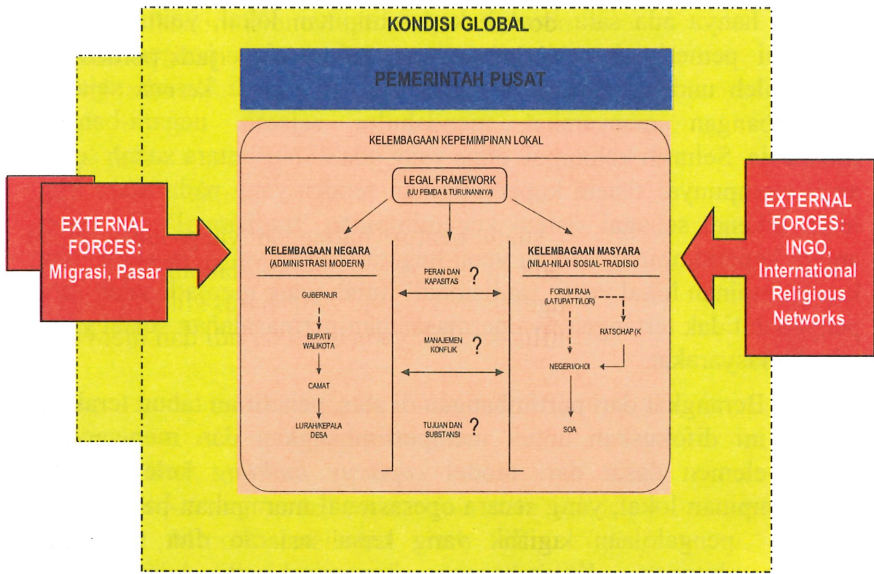 KONDISI GLOBAL
PEMERINTAH PUSAT
KELEMBAGAAN KEPEMIMPINAN LOKAL
LEGAL FRAMEWORK
(UU PEMDA & TURUNANNYA)
EXTERNAL
FORCES:
Migrasi, Pasar
EXTERNAL
FORCES:
INGO,
International
Religious
Networks
KELEMBAGAAN NEGARA
(ADMINISTRASI MODERN)
GUBERNUR
BUPATI/
WALIKOTA
CAMAT
LURAH/KEPALA
DESA
PERAN DAN
KAPASITAS ?
MANAJEMEN
KONFLIK ?
TUJUAN DAN
SUBSTANSI ?
KELEMBAGAAN MASYARA
(NILAI-NILAI SOSIAL-TRADISIO
FORUM RAJA
(LATUPATTI/LOR)
RATSCHAP (K
NEGERI/OHOI
SOA